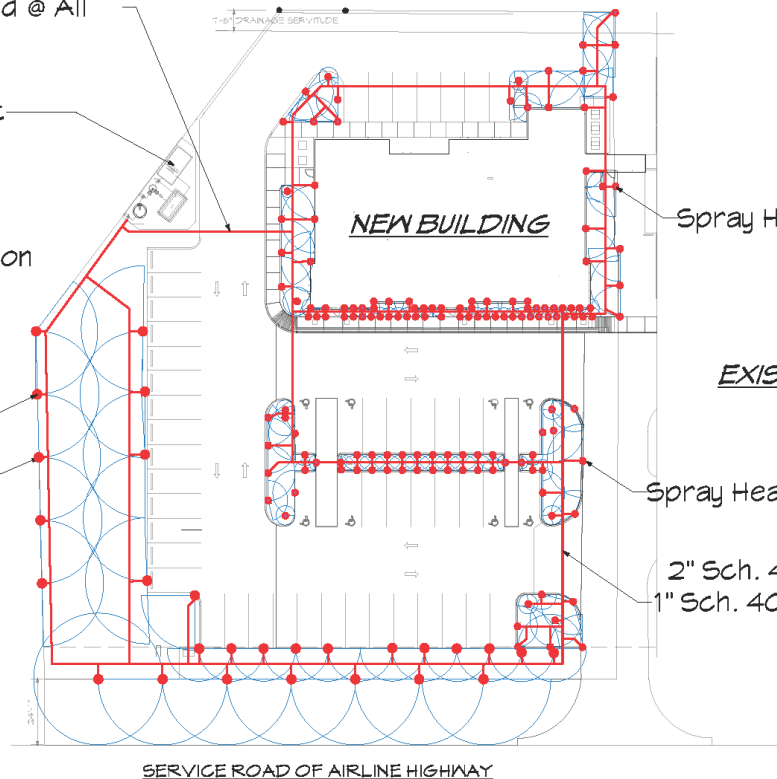 @ All
7'-6" DRAINAGE SERVITUDE
on
NEW BUILDING
Spray H
EXIS
Spray Hea
2" Sch. 4
1" Sch. 40
SERVICE ROAD OF AIRLINE HIGHWAY